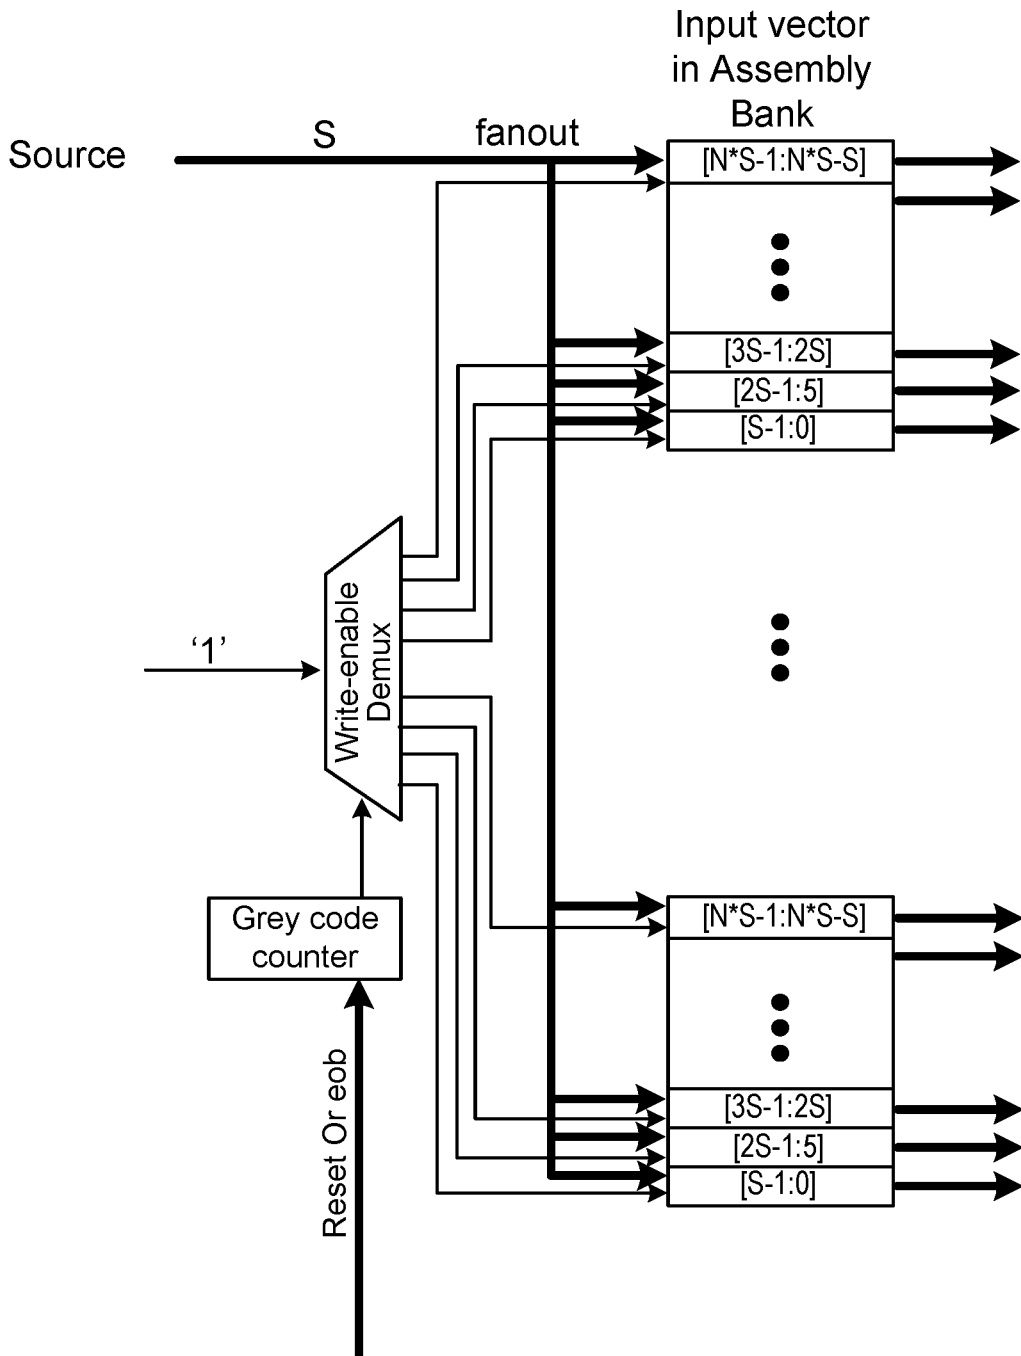 Input vector
in Assembly
Bank
Source
S
fanout
[N*S-1:N*S-S]
[3S-1:2S]
[2S-1:5]
[S-1:0]
Write-enable
Demux
‘1’
Grey code
counter
Reset Or eob
[N*S-1:N*S-S]
[3S-1:2S]
[2S-1:5]
[S-1:0]